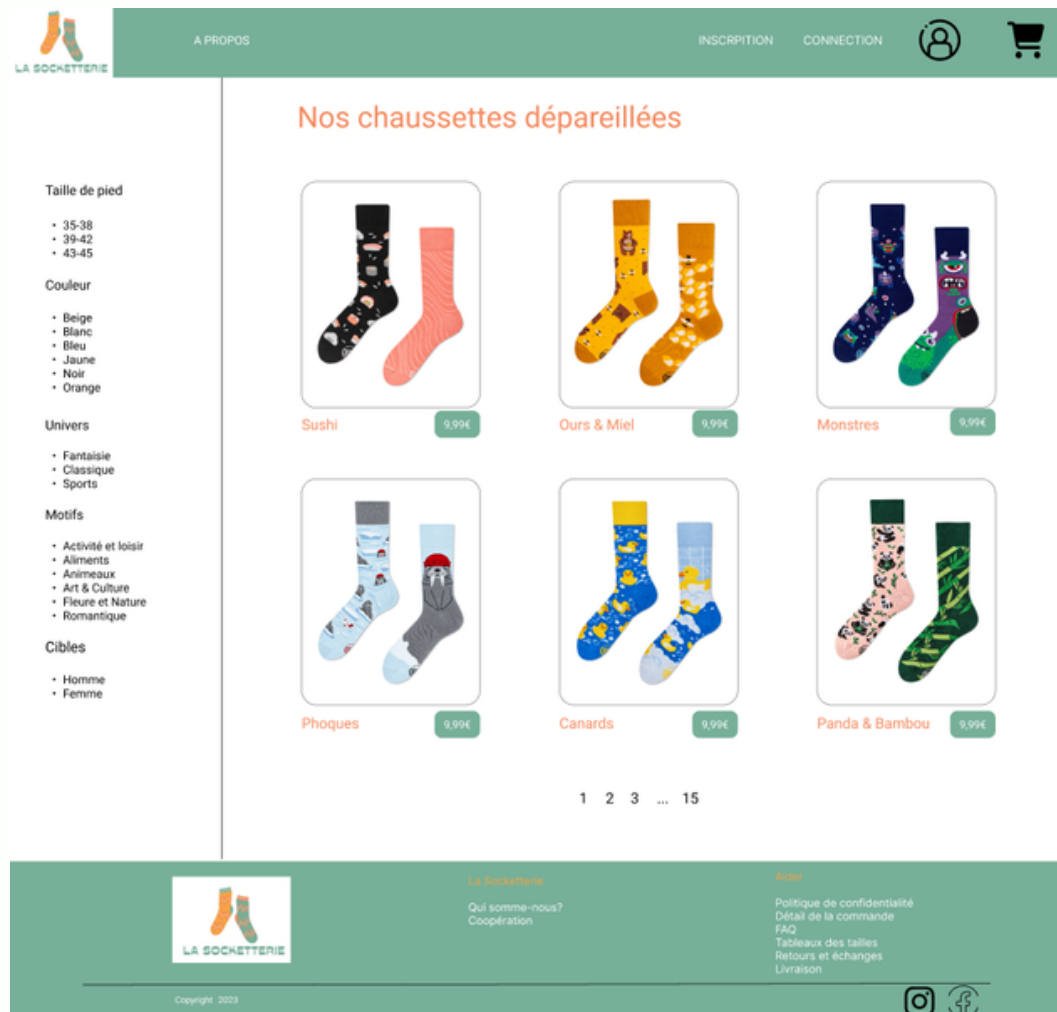 LA SOCKETTERIE
A PROPOS
INSCRPITION
CONNECTION
Nos chaussettes dépareillées
Taille de pied
• 35-38
• 39-42
• 43-45
Couleur
• Beige
• Blanc
• Bleu
• Jaune
• Noir
• Orange
Univers
• Fantaisie
• Classique
• Sports
Motifs
• Activité et loisir
• Aliments
• Animeaux
• Art & Culture
• Fleure et Nature
• Romantique
Cibles
• Homme
• Femme
Sushi
9,99€
Ours & Miel
9,99€
Monstres
9,99€
Phoques
9,99€
Canards
9,99€
Panda & Bambou
9,99€
1 2 3 ... 15
LA SOCKETTERIE
La Socketterie
Qui somme-nous?
Coopération
Aider
Politique de confidentialité
Détail de la commande
FAQ
Tableaux des tailles
Retours et échanges
Livraison
Copyright 2023